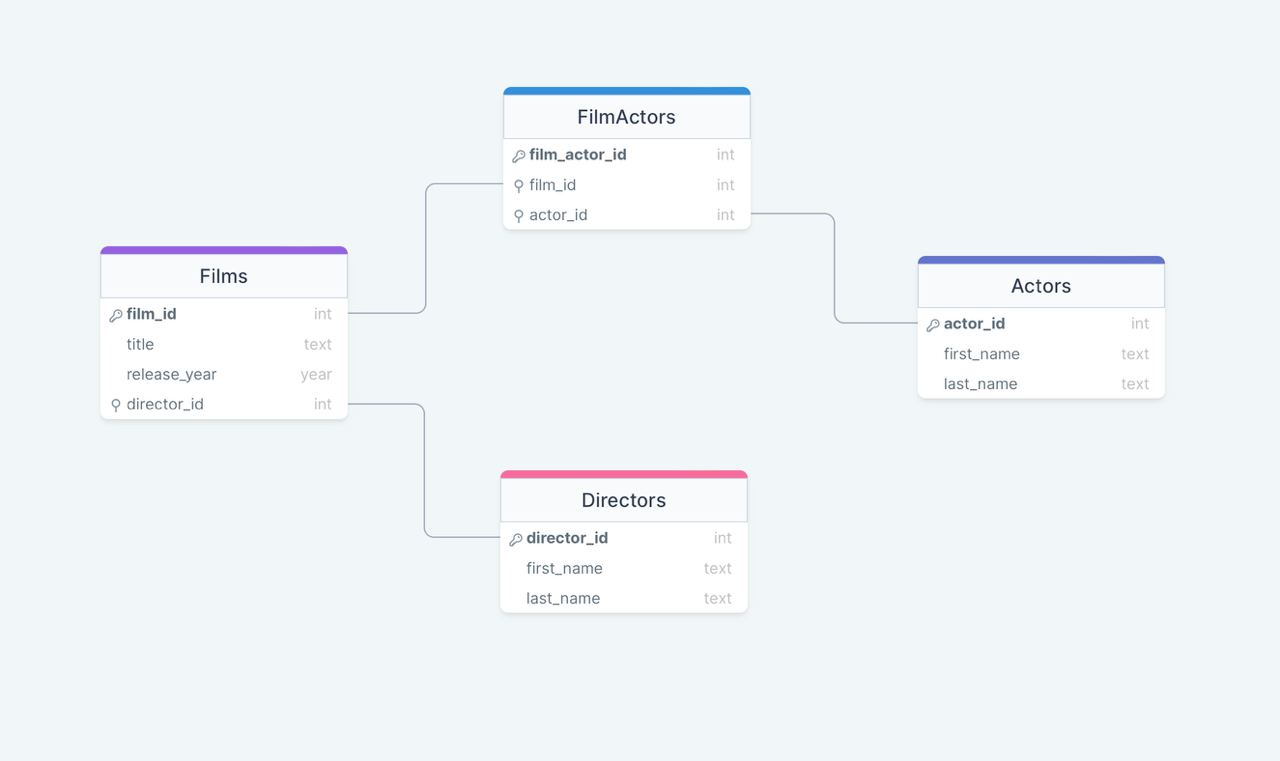 FilmActors
film_actor_id int
film_id int
actor_id int
Films
film_id int
title text
release_year year
director_id int
Actors
actor_id int
first_name text
last_name text
Directors
director_id int
first_name text
last_name text